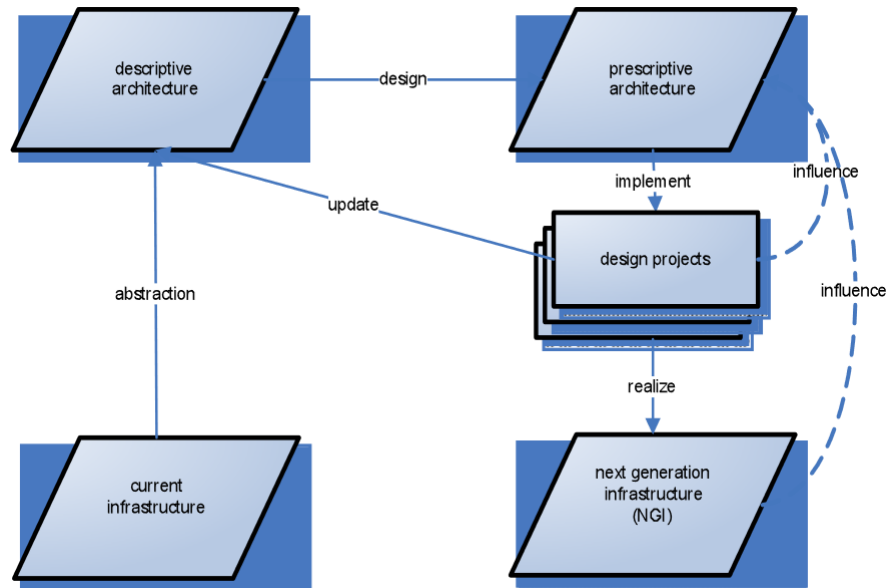 descriptive
architecture
design
prescriptive
architecture
influence
implement
update
design projects
abstraction
influence
realize
current
infrastructure
next generation
infrastructure
(NGI)